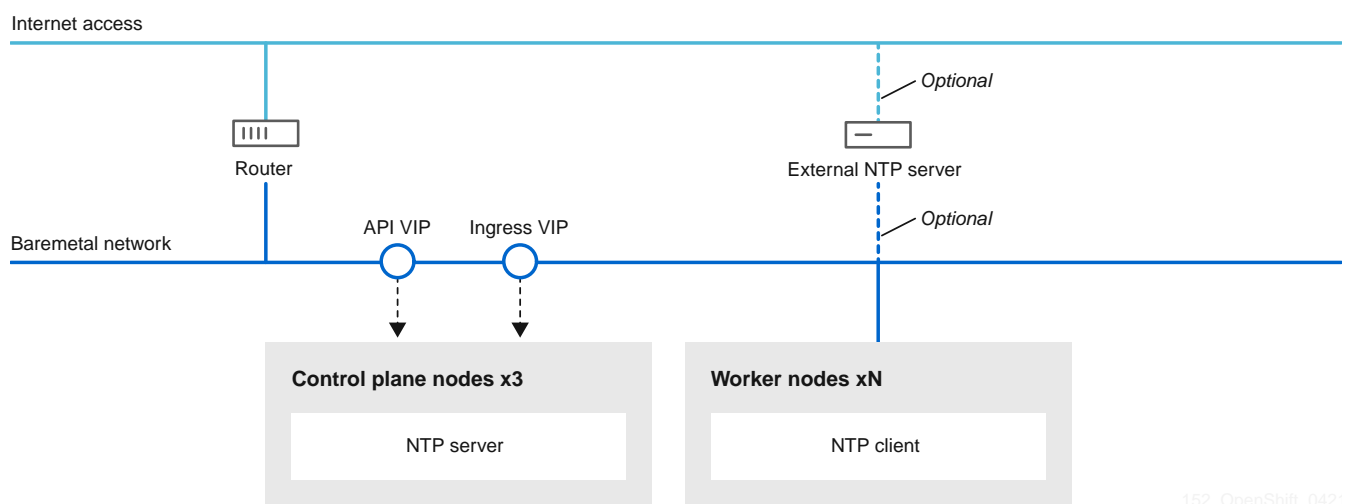 Internet access
Optional
Router
External NTP server
API VIP
Ingress VIP
Optional
Baremetal network
Control plane nodes x3
Worker nodes xN
NTP server
NTP client
152_OpenShift_042